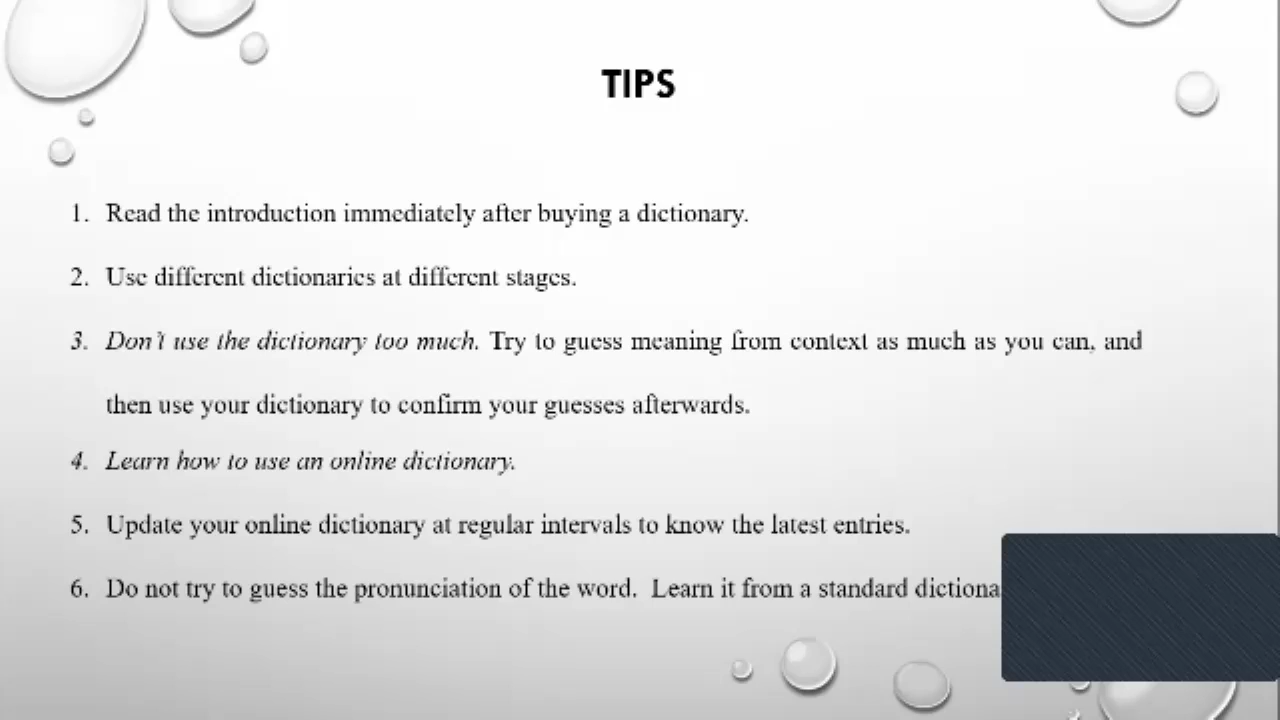 TIPS
1. Read the introduction immediately after buying a dictionary.
2. Use different dictionaries at different stages.
3. Don't use the dictionary too much. Try to guess meaning from context as much as you can, and
then use your dictionary to confirm your guesses afterwards.
4. Learn how to use an online dictionary.
5. Update your online dictionary at regular intervals to know the latest entries.
6. Do not try to guess the pronunciation of the word. Learn it from a standard